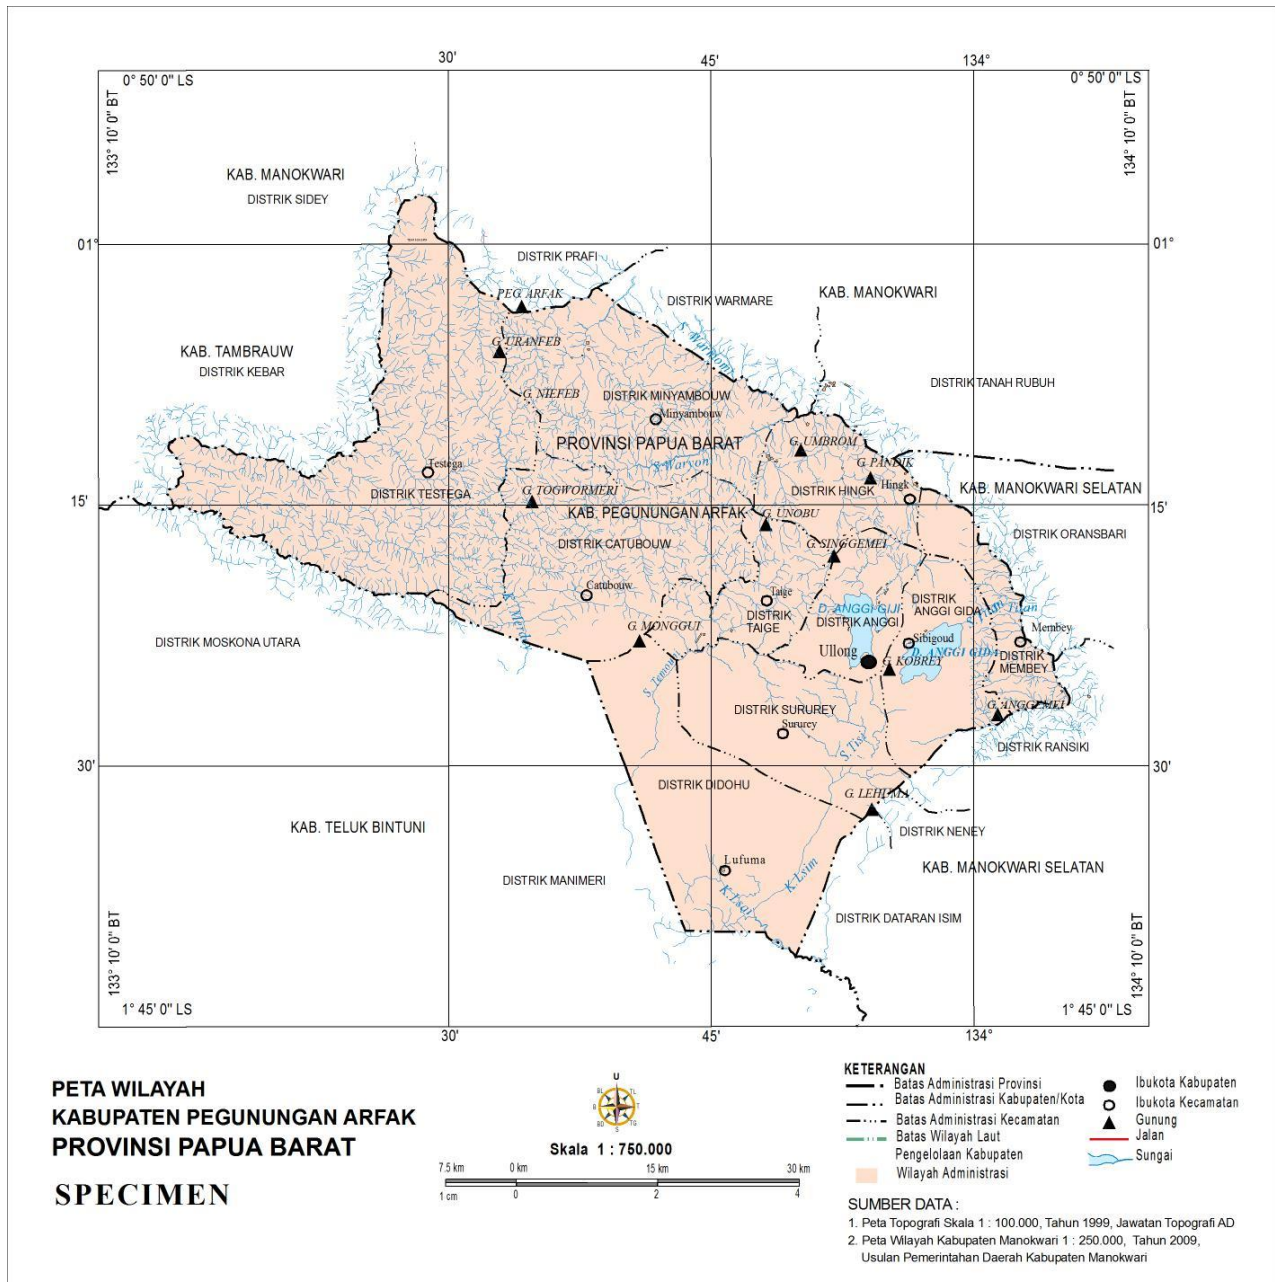 30'
45'
134°
0° 50' 0" LS
0° 50' 0" LS
133° 10' 0" BT
134° 10' 0" BT
KAB. MANOKWARI
DISTRIK SIDEY
01°
01°
DISTRIK PRAFI
PEG. ARFAK
DISTRIK WARMARE
KAB. MANOKWARI
S. Warmomi
G. URANFEB
KAB. TAMBRAUW
DISTRIK KEBAR
DISTRIK TANAH RUBUH
G. NIEFEB
DISTRIK MINYAMBOUW
Minyambouw
PROVINSI PAPUA BARAT
G. UMBROM
S. Waryori
G. PANDIK
Testega
Hingk
DISTRIK TESTEGA
G. TOGWORMERI
DISTRIK HINGK
KAB. MANOKWARI SELATAN
15'
15'
KAB. PEGUNUNGAN ARFAK
G. UNOBU
DISTRIK ORANSBARI
DISTRIK CATUBOUW
G. SINGGEMEI
Catubouw
Taige
D. ANGGI GIJI
DISTRIK
ANGGI GIDA
DISTRIK
TAIGE
DISTRIK ANGGI
Membey
DISTRIK MOSKONA UTARA
G. MONGGUI
Sibigoud
Ullong
D. ANGGI GIDA
DISTRIK
MEMBEY
G. KOBREY
DISTRIK SURUREY
Sururey
G. ANGGEMEI
S. Tisi
DISTRIK RANSIKI
30'
30'
DISTRIK DIDOHU
G. LEHUMA
KAB. TELUK BINTUNI
DISTRIK NENEY
Lufuma
KAB. MANOKWARI SELATAN
DISTRIK MANIMERI
K. Lsim
DISTRIK DATARAN ISIM
133° 10' 0" BT
134° 10' 0" BT
1° 45' 0" LS
1° 45' 0" LS
30'
45'
134°
PETA WILAYAH
KABUPATEN PEGUNUNGAN ARFAK
PROVINSI PAPUA BARAT
SPECIMEN
U
TL
T
TG
S
BD
B
BL
Skala 1 : 750.000
7.5 km 0 km 15 km 30 km
1 cm 0 2 4
KETERANGAN
Batas Administrasi Provinsi
Batas Administrasi Kabupaten/Kota
Batas Administrasi Kecamatan
Batas Wilayah Laut
Pengelolaan Kabupaten
Wilayah Administrasi
Ibukota Kabupaten
Ibukota Kecamatan
Gunung
Jalan
Sungai
SUMBER DATA :
1. Peta Topografi Skala 1 : 100.000, Tahun 1999, Jawatan Topografi AD
2. Peta Wilayah Kabupaten Manokwari 1 : 250.000, Tahun 2009,
Usulan Pemerintahan Daerah Kabupaten Manokwari